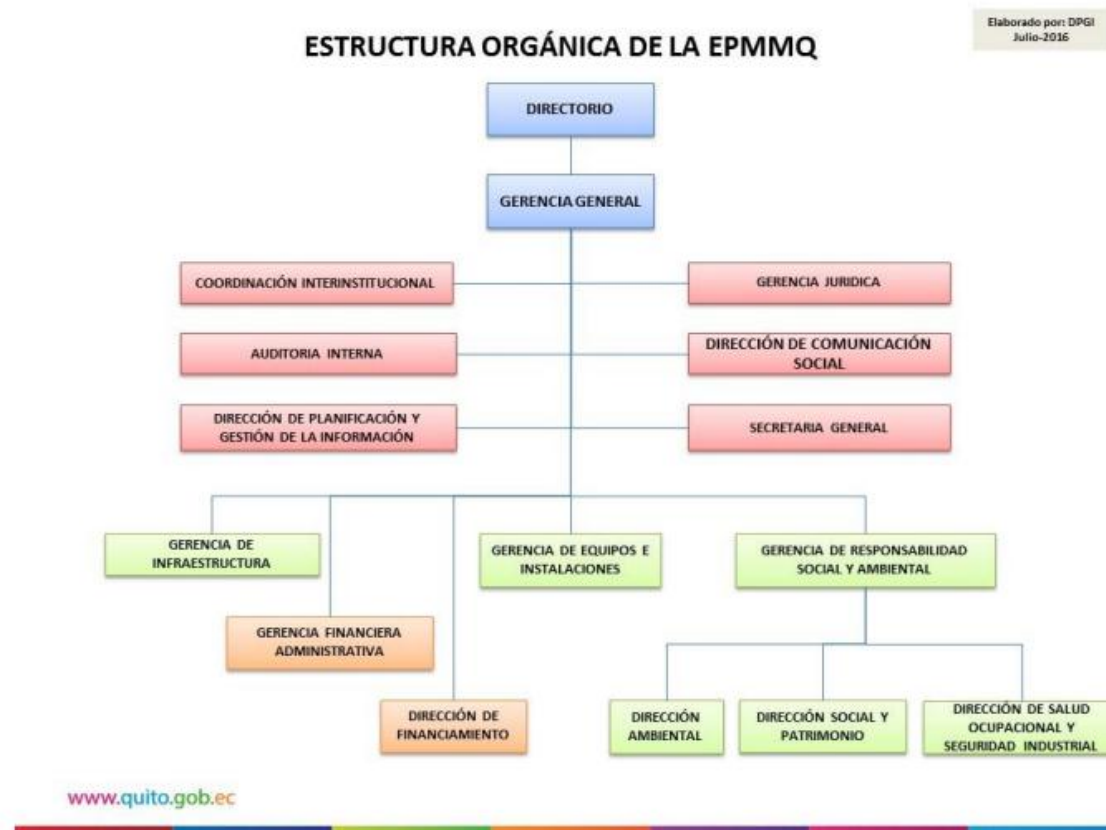 Elaborado por: DPGI
Julio-2016
ESTRUCTURA ORGÁNICA DE LA EPMMQ
DIRECTORIO
GERENCIA GENERAL
COORDINACIÓN INTERINSTITUCIONAL
GERENCIA JURIDICA
AUDITORIA INTERNA
DIRECCIÓN DE COMUNICACIÓN
SOCIAL
DIRECCIÓN DE PLANIFICACIÓN Y
GESTIÓN DE LA INFORMACIÓN
SECRETARIA GENERAL
GERENCIA DE
INFRAESTRUCTURA
GERENCIA DE EQUIPOS E
INSTALACIONES
GERENCIA DE RESPONSABILIDAD
SOCIAL Y AMBIENTAL
GERENCIA FINANCIERA
ADMINISTRATIVA
DIRECCIÓN DE
FINANCIAMIENTO
DIRECCIÓN
AMBIENTAL
DIRECCIÓN SOCIAL Y
PATRIMONIO
DIRECCIÓN DE SALUD
OCUPACIONAL Y
SEGURIDAD INDUSTRIAL
www.quito.gob.ec